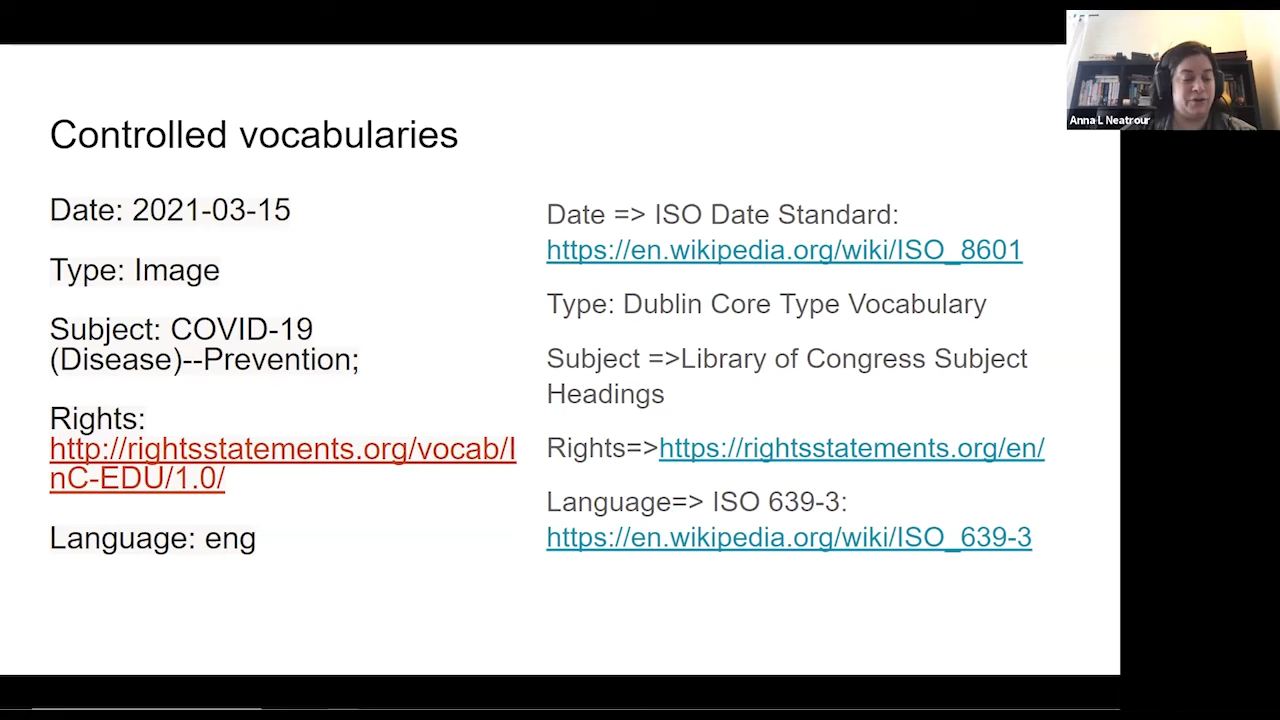 Controlled vocabularies
Date: 2021-03-15
Type: Image
Subject: COVID-19
(Disease)--Prevention;
Rights:
http://rightsstatements.org/vocab/I
nC-EDU/1.0/
Language: eng
Date => ISO Date Standard:
https://en.wikipedia.org/wiki/ISO_8601
Type: Dublin Core Type Vocabulary
Subject =>Library of Congress Subject
Headings
Rights=>https://rightsstatements.org/en/
Language=> ISO 639-3:
https://en.wikipedia.org/wiki/ISO_639-3
Anna L Neatrour